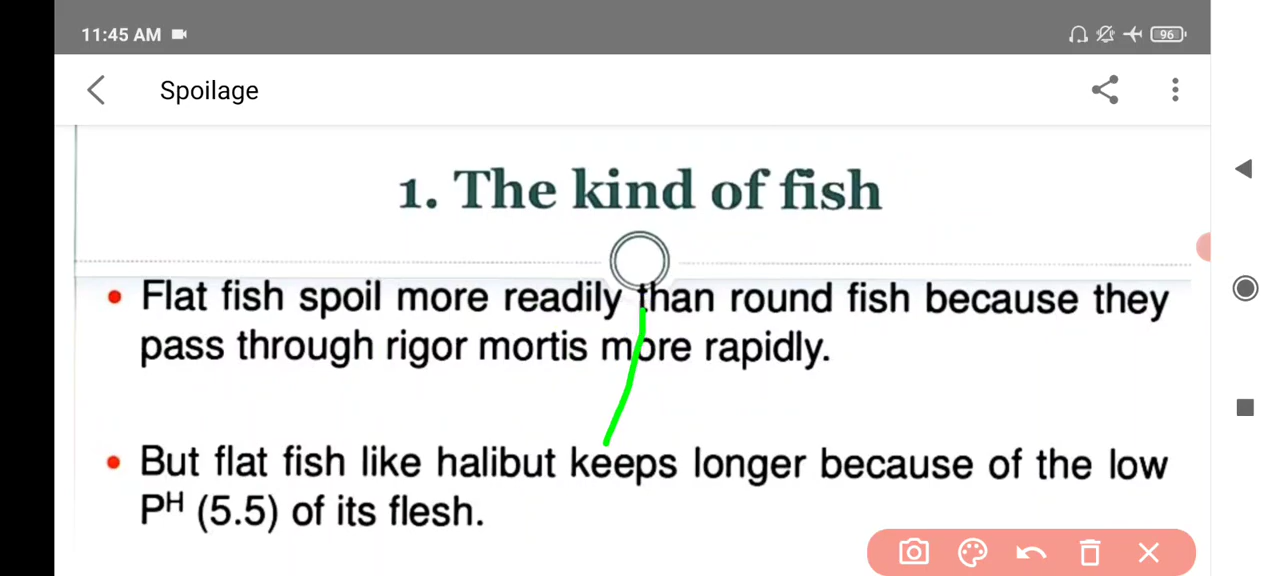 11:45 AM
96
Spoilage
1. The kind of fish
• Flat fish spoil more readily than round fish because they
pass through rigor mortis more rapidly.
• But flat fish like halibut keeps longer because of the low
Pᴴ (5.5) of its flesh.